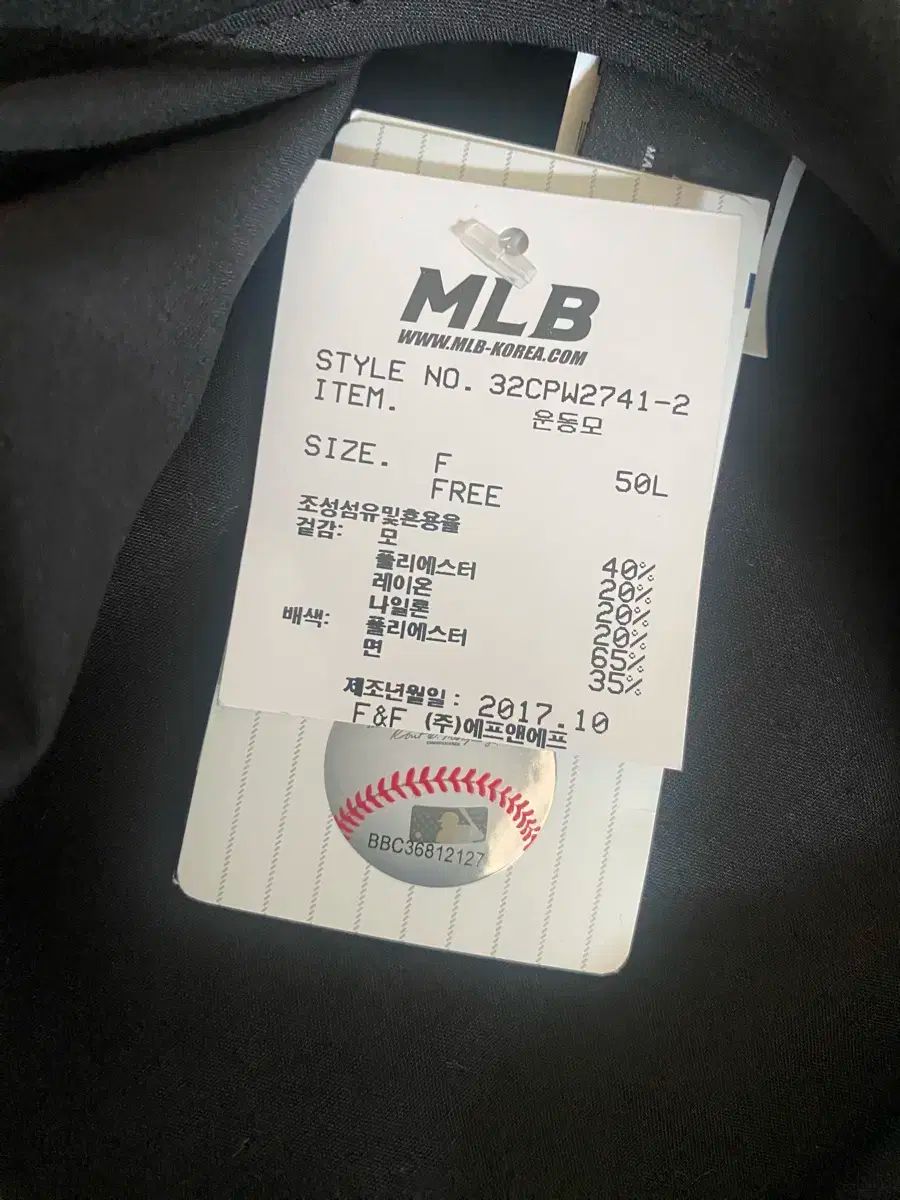 MLB
WWW.MLB-KOREA.COM
STYLE NO. 32CPW2741-2
ITEM. 운동모
SIZE. F 50L
FREE
조성섬유및혼용율
겉감: 모 40%
폴리에스터 20%
레이온 20%
나일론 20%
배색: 폴리에스터 65%
면 35%
제조년월일: 2017.10
F&F (주)에프앤에프
BBC36812127